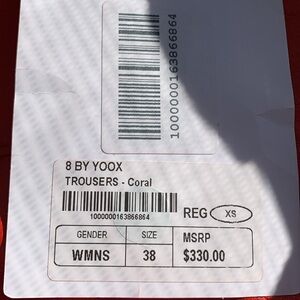 1000000163866864
8 BY YOOX
TROUSERS - Coral
1000000163866864
REG XS
GENDER SIZE MSRP
WMNS 38 $330.00